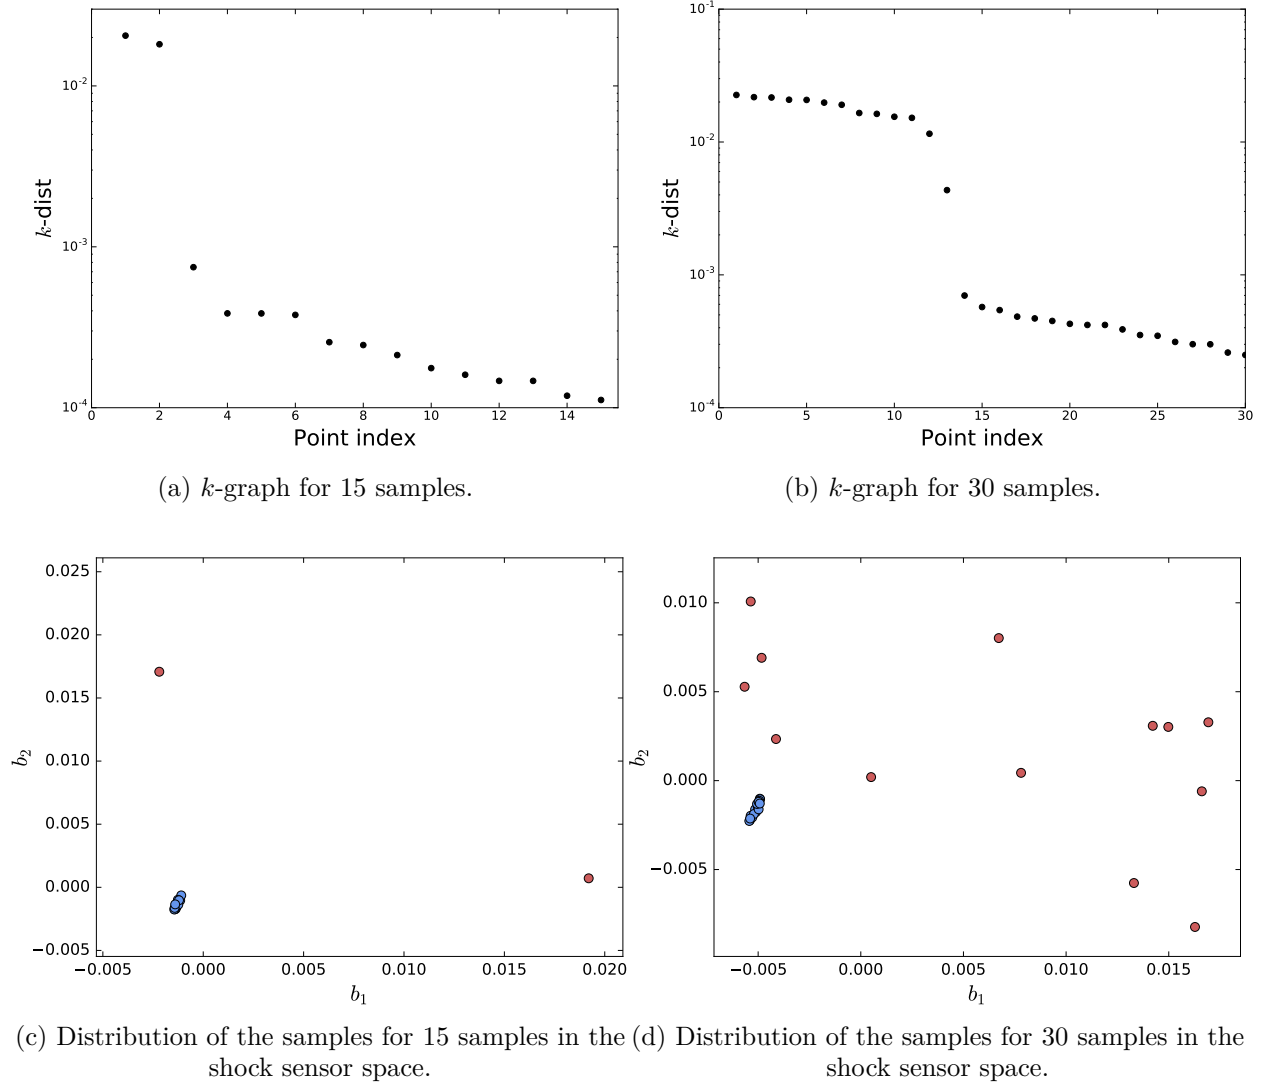 10⁻²
10⁻³
10⁻⁴
k-dist
0 2 4 6 8 10 12 14
Point index
(a) k-graph for 15 samples.
10⁻¹
10⁻²
10⁻³
10⁻⁴
k-dist
0 5 10 15 20 25 30
Point index
(b) k-graph for 30 samples.
0.025
0.020
0.015
0.010
0.005
0.000
−0.005
b₂
−0.005 0.000 0.005 0.010 0.015 0.020
b₁
(c) Distribution of the samples for 15 samples in the
shock sensor space.
0.010
0.005
0.000
−0.005
b₂
−0.005 0.000 0.005 0.010 0.015
b₁
(d) Distribution of the samples for 30 samples in the
shock sensor space.